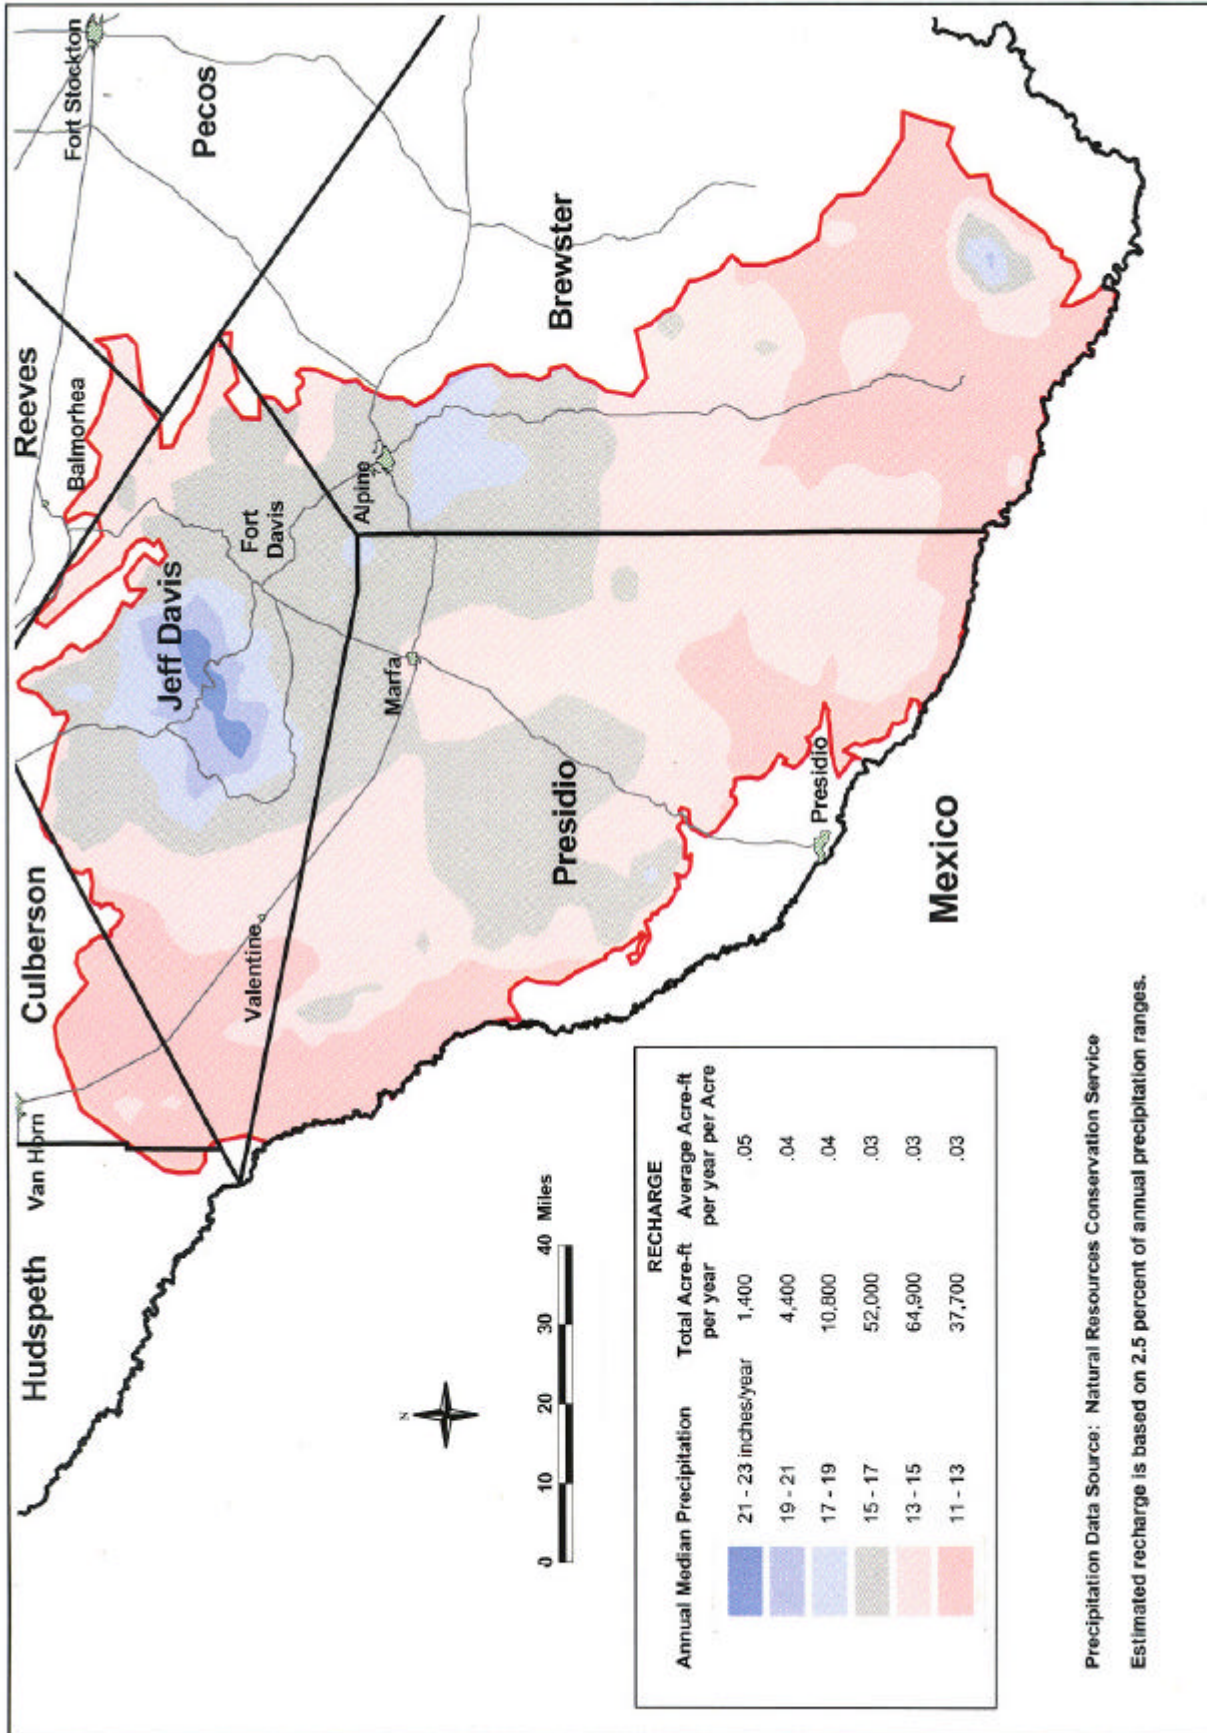 Hudspeth
Van Horn
Culberson
Reeves
Balmorhea
Fort Stockton
Pecos
Jeff Davis
Fort
Davis
Valentine
Alpine
Marfa
Brewster
Presidio
Presidio
Mexico
N
0 10 20 30 40 Miles
RECHARGE
Annual Median Precipitation Total Acre-ft Average Acre-ft
per year per year per Acre
21 - 23 inches/year 1,400 .05
19 - 21 4,400 .04
17 - 19 10,800 .04
15 - 17 52,000 .03
13 - 15 64,900 .03
11 - 13 37,700 .03
Precipitation Data Source: Natural Resources Conservation Service
Estimated recharge is based on 2.5 percent of annual precipitation ranges.